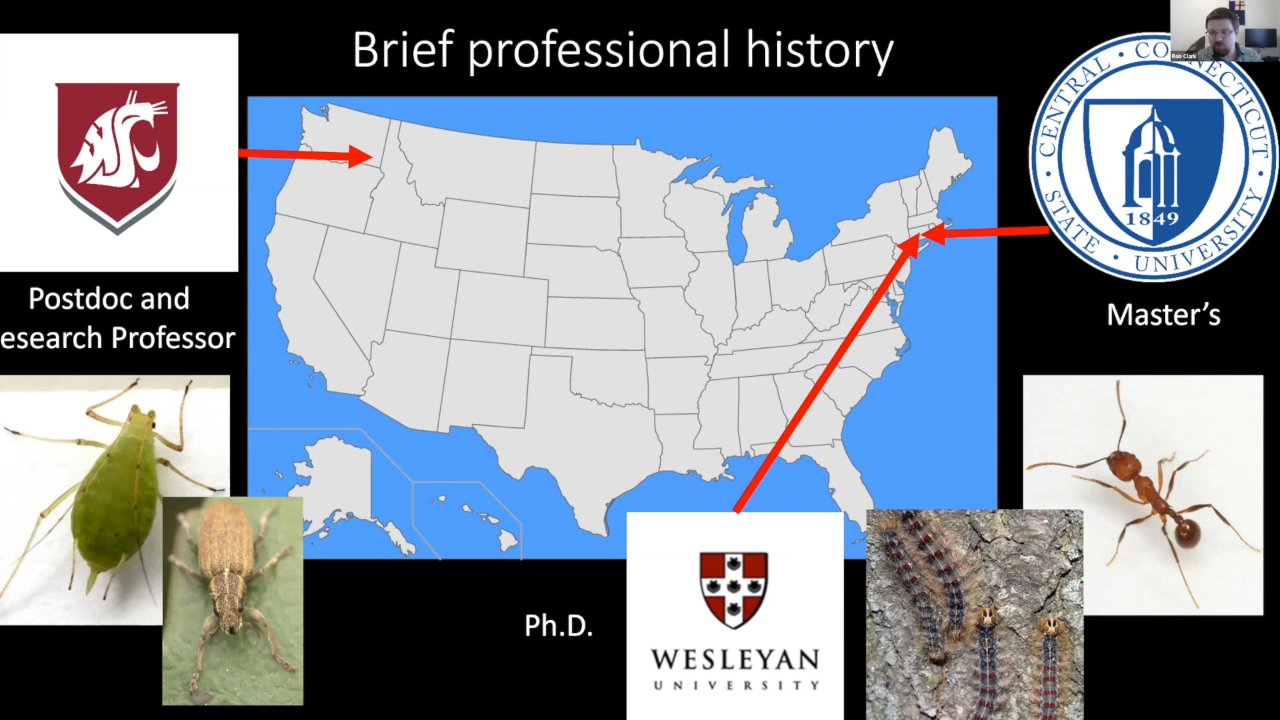 Brief professional history
Rob Clark
CENTRAL · CONNECTICUT · STATE · UNIVERSITY ·
1849
Postdoc and
esearch Professor
Master's
Ph.D.
WESLEYAN
UNIVERSITY